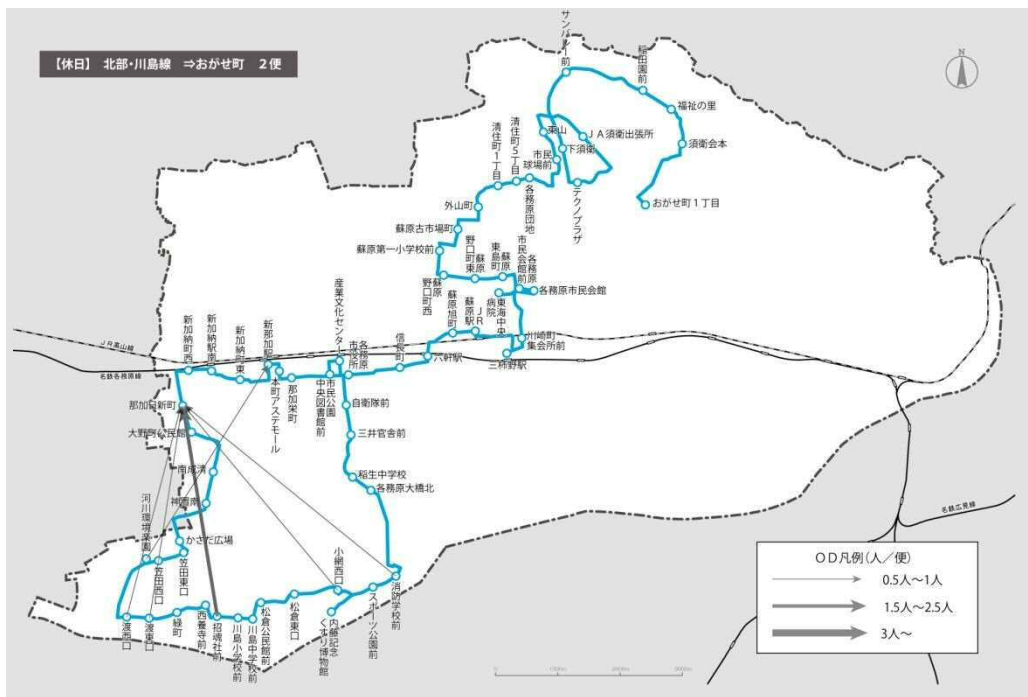 【休日】 北部・川島線 ⇒おがせ町 2便
N
サンバレー前
稲田園前
福祉の里
須衛会本
おがせ町1丁目
東山
JA須衛出張所
下須衛
市民球場前
テクノプラザ
各務原団地
清住町5丁目
清住町1丁目
外山町
蘇原古市場町
蘇原第一小学校前
蘇原野口町西
蘇原野口町東
蘇原東島町
各務原市民会館前
各務原市民会館
東海中央病院
川崎町集会所前
三柿野駅
JR蘇原駅
蘇原旭町
六軒駅
信長町
各務原市役所
産業文化センター
市民公園中央図書館前
那加栄町
本町アステモール
新那加駅
新加納町東
新加納駅南
新加納町西
JR高山線
名鉄各務原線
那加日新町
大野町公民館
南成清
神置南
かさだ広場
河川環境楽園
笠田西口
笠田東口
自衛隊前
三井官舎前
稲生中学校
各務原大橋北
消防学校前
スポーツ公園前
小網西口
内藤記念くすり博物館
松倉東口
松倉公民館前
川島中学校前
川島小学校前
招魂社前
西養寺前
緑町
渡東口
渡西口
名鉄広見線
OD凡例(人/便)
0.5人~1人
1.5人~2.5人
3人~
0
1000m
2000m
3000m